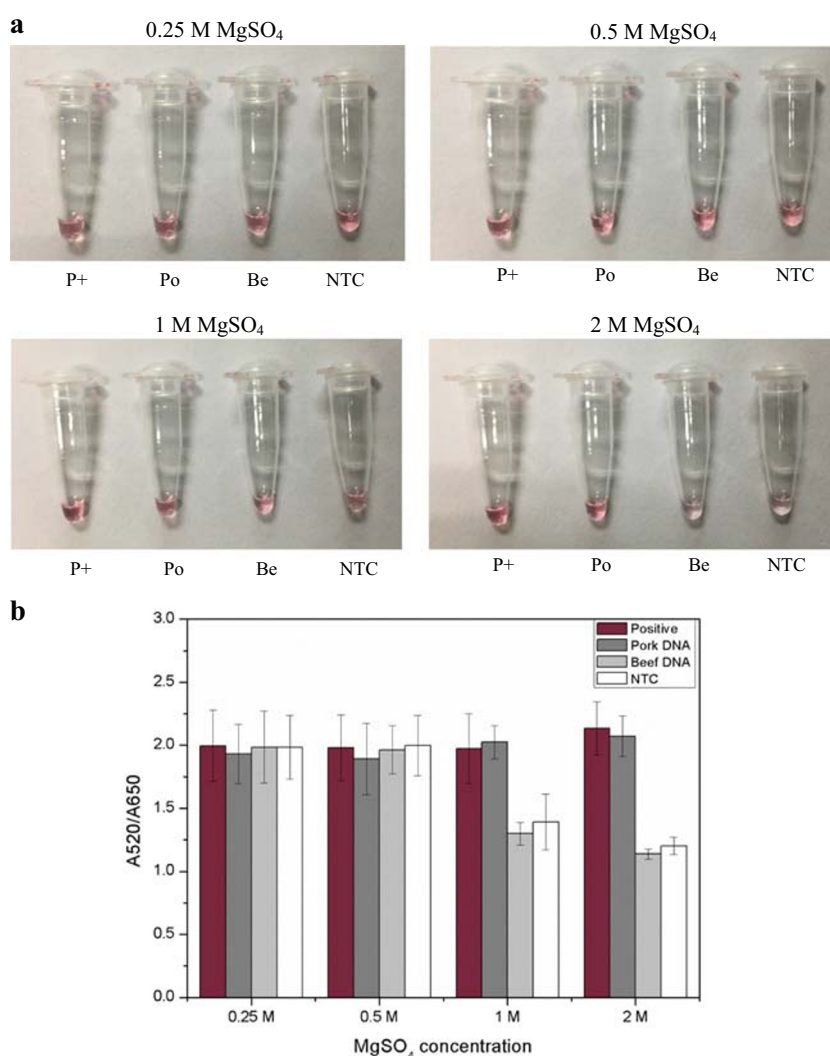 a
0.25 M MgSO₄
0.5 M MgSO₄
P+ Po Be NTC
P+ Po Be NTC
1 M MgSO₄
2 M MgSO₄
P+ Po Be NTC
P+ Po Be NTC
b
3.0
2.5
2.0
1.5
1.0
0.5
0.0
A520/A650
Positive
Pork DNA
Beef DNA
NTC
0.25 M 0.5 M 1 M 2 M
MgSO₄ concentration